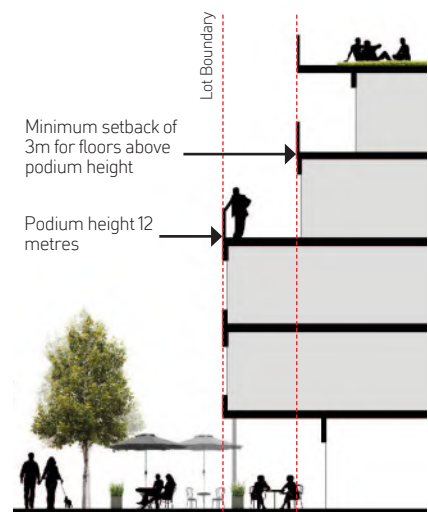 Lot Boundary
Minimum setback of
3m for floors above
podium height
Podium height 12
metres